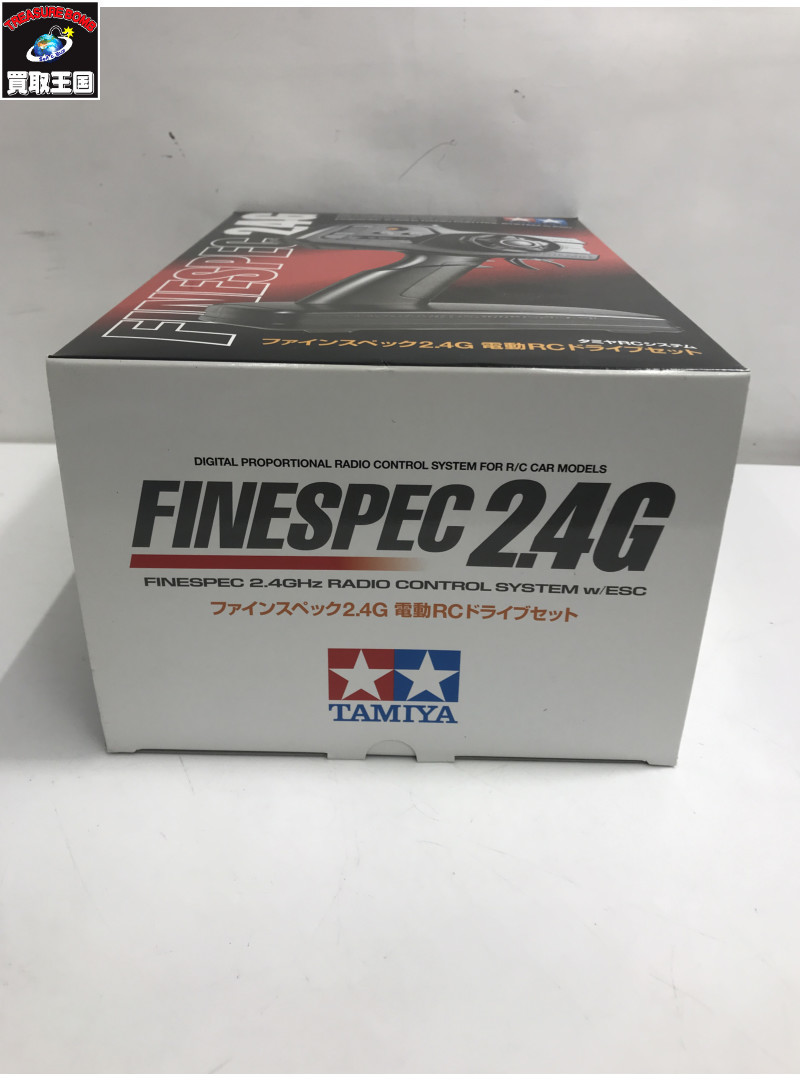 TREASURE BOMB
買取王国
FINESPEC 2.4G
タミヤRCシステム
ファインスペック2.4G 電動RCドライブセット
DIGITAL PROPORTIONAL RADIO CONTROL SYSTEM FOR R/C CAR MODELS
FINESPEC 2.4G
FINESPEC 2.4GHz RADIO CONTROL SYSTEM w/ESC
ファインスペック2.4G 電動RCドライブセット
TAMIYA